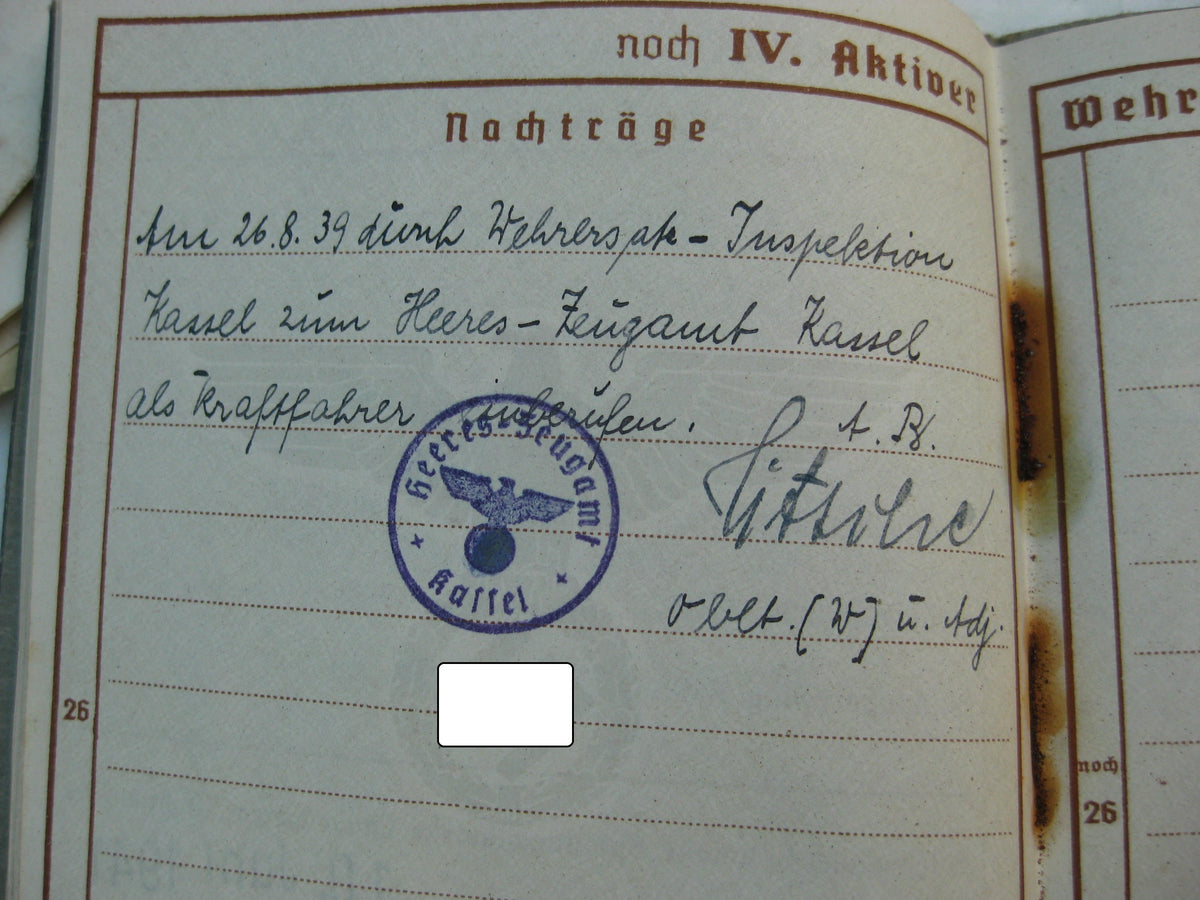 noch IV. Aktiver
Nachträge
Am 26.8.39 durch Wehrersatz-Inspektion
Kassel zum Heeres-Zeugamt Kassel
als Kraftfahrer einberufen.
A. B.
Heeres-Zeugamt
Kassel
Oblt. (W) u. Adj.
26
Wehr
noch
26